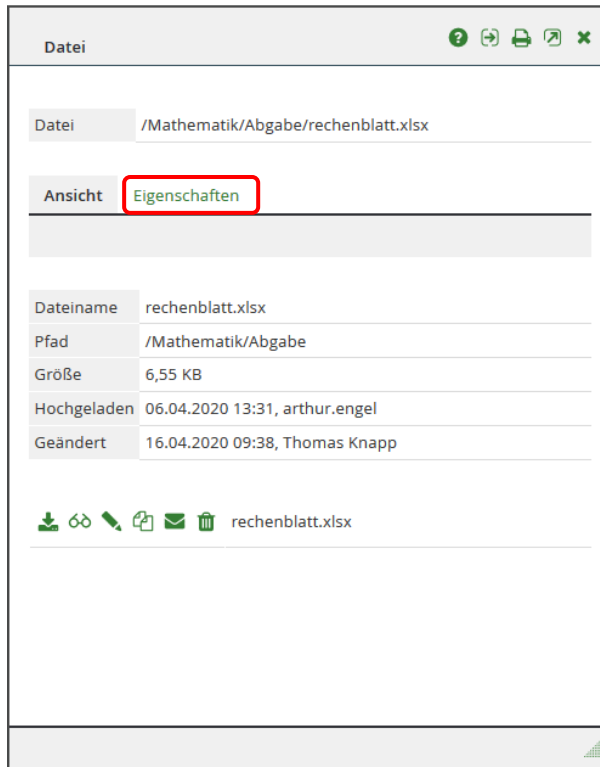 Datei
Datei /Mathematik/Abgabe/rechenblatt.xlsx
Ansicht Eigenschaften
Dateiname rechenblatt.xlsx
Pfad /Mathematik/Abgabe
Größe 6,55 KB
Hochgeladen 06.04.2020 13:31, arthur.engel
Geändert 16.04.2020 09:38, Thomas Knapp
rechenblatt.xlsx